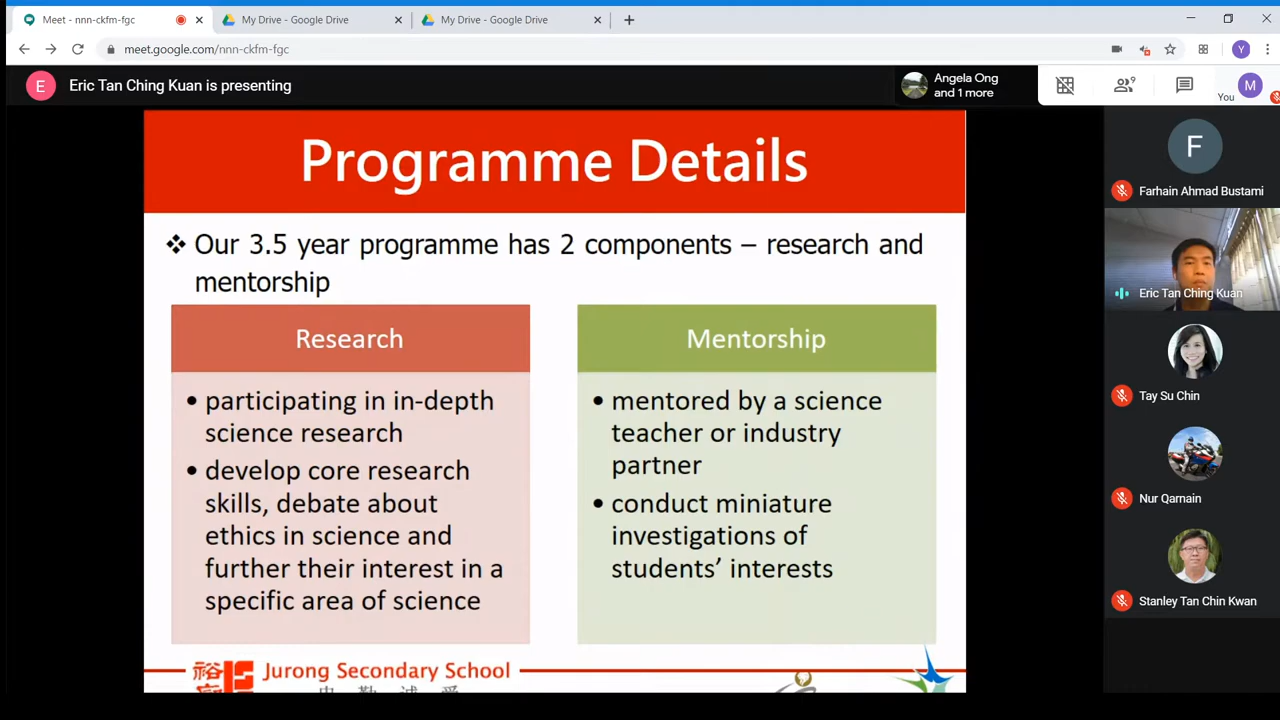 Meet - nnn-ckfm-fgc
My Drive - Google Drive
My Drive - Google Drive
meet.google.com/nnn-ckfm-fgc
Y
E
Eric Tan Ching Kuan is presenting
Angela Ong
and 1 more
9
You
M
Programme Details
❖ Our 3.5 year programme has 2 components – research and
mentorship
Research
• participating in in-depth
science research
• develop core research
skills, debate about
ethics in science and
further their interest in a
specific area of science
Mentorship
• mentored by a science
teacher or industry
partner
• conduct miniature
investigations of
students’ interests
Jurong Secondary School
F
Farhain Ahmad Bustami
Eric Tan Ching Kuan
Tay Su Chin
Nur Qarnain
Stanley Tan Chin Kwan